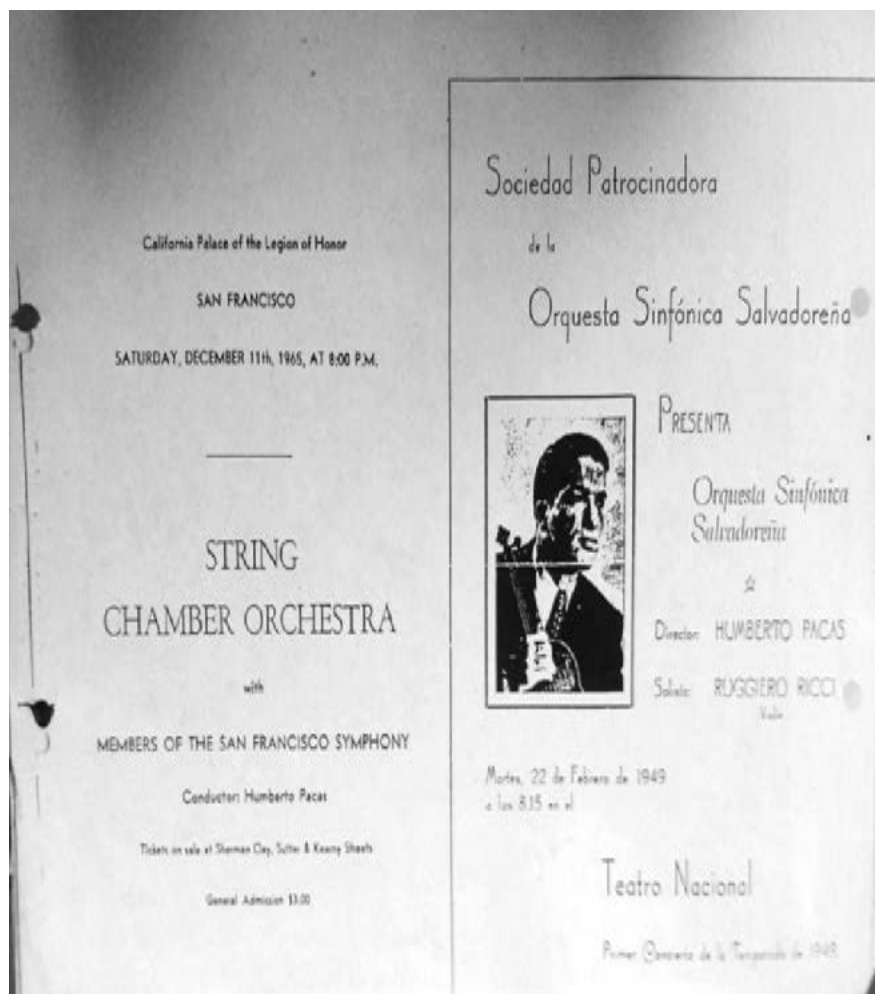 California Palace of the Legion of Honor
SAN FRANCISCO
SATURDAY, DECEMBER 11th, 1965, AT 8:00 P.M.
STRING
CHAMBER ORCHESTRA
with
MEMBERS OF THE SAN FRANCISCO SYMPHONY
Conductor: Humberto Pacas
Tickets on sale at Sherman Clay, Sutter & Kearny Streets
General Admission $3.00
Sociedad Patrocinadora
de la
Orquesta Sinfónica Salvadoreña
PRESENTA
Orquesta Sinfónica
Salvadoreña
Director: HUMBERTO PACAS
Solista: RUGGIERO RICCI
Violin
Martes, 22 de Febrero de 1949
a las 8.15 en el
Teatro Nacional
Primer Concierto de la Temporada de 1949